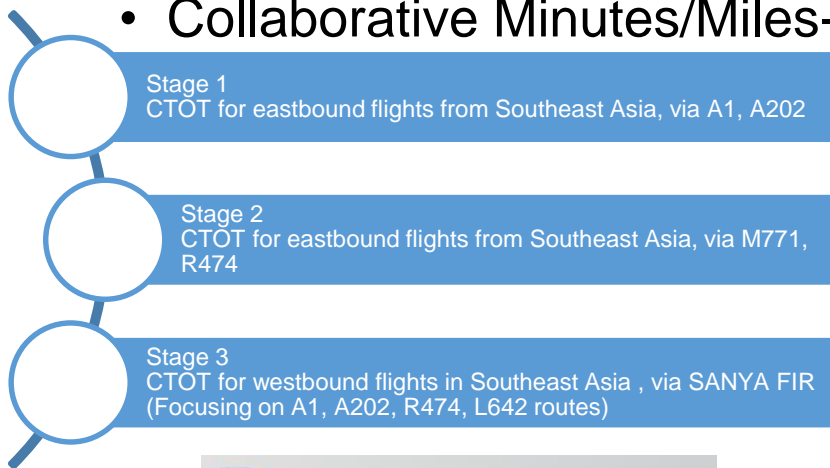 • Collaborative Minutes/Miles-
Stage 1
CTOT for eastbound flights from Southeast Asia, via A1, A202
Stage 2
CTOT for eastbound flights from Southeast Asia, via M771,
R474
Stage 3
CTOT for westbound flights in Southeast Asia , via SANYA FIR
(Focusing on A1, A202, R474, L642 routes)